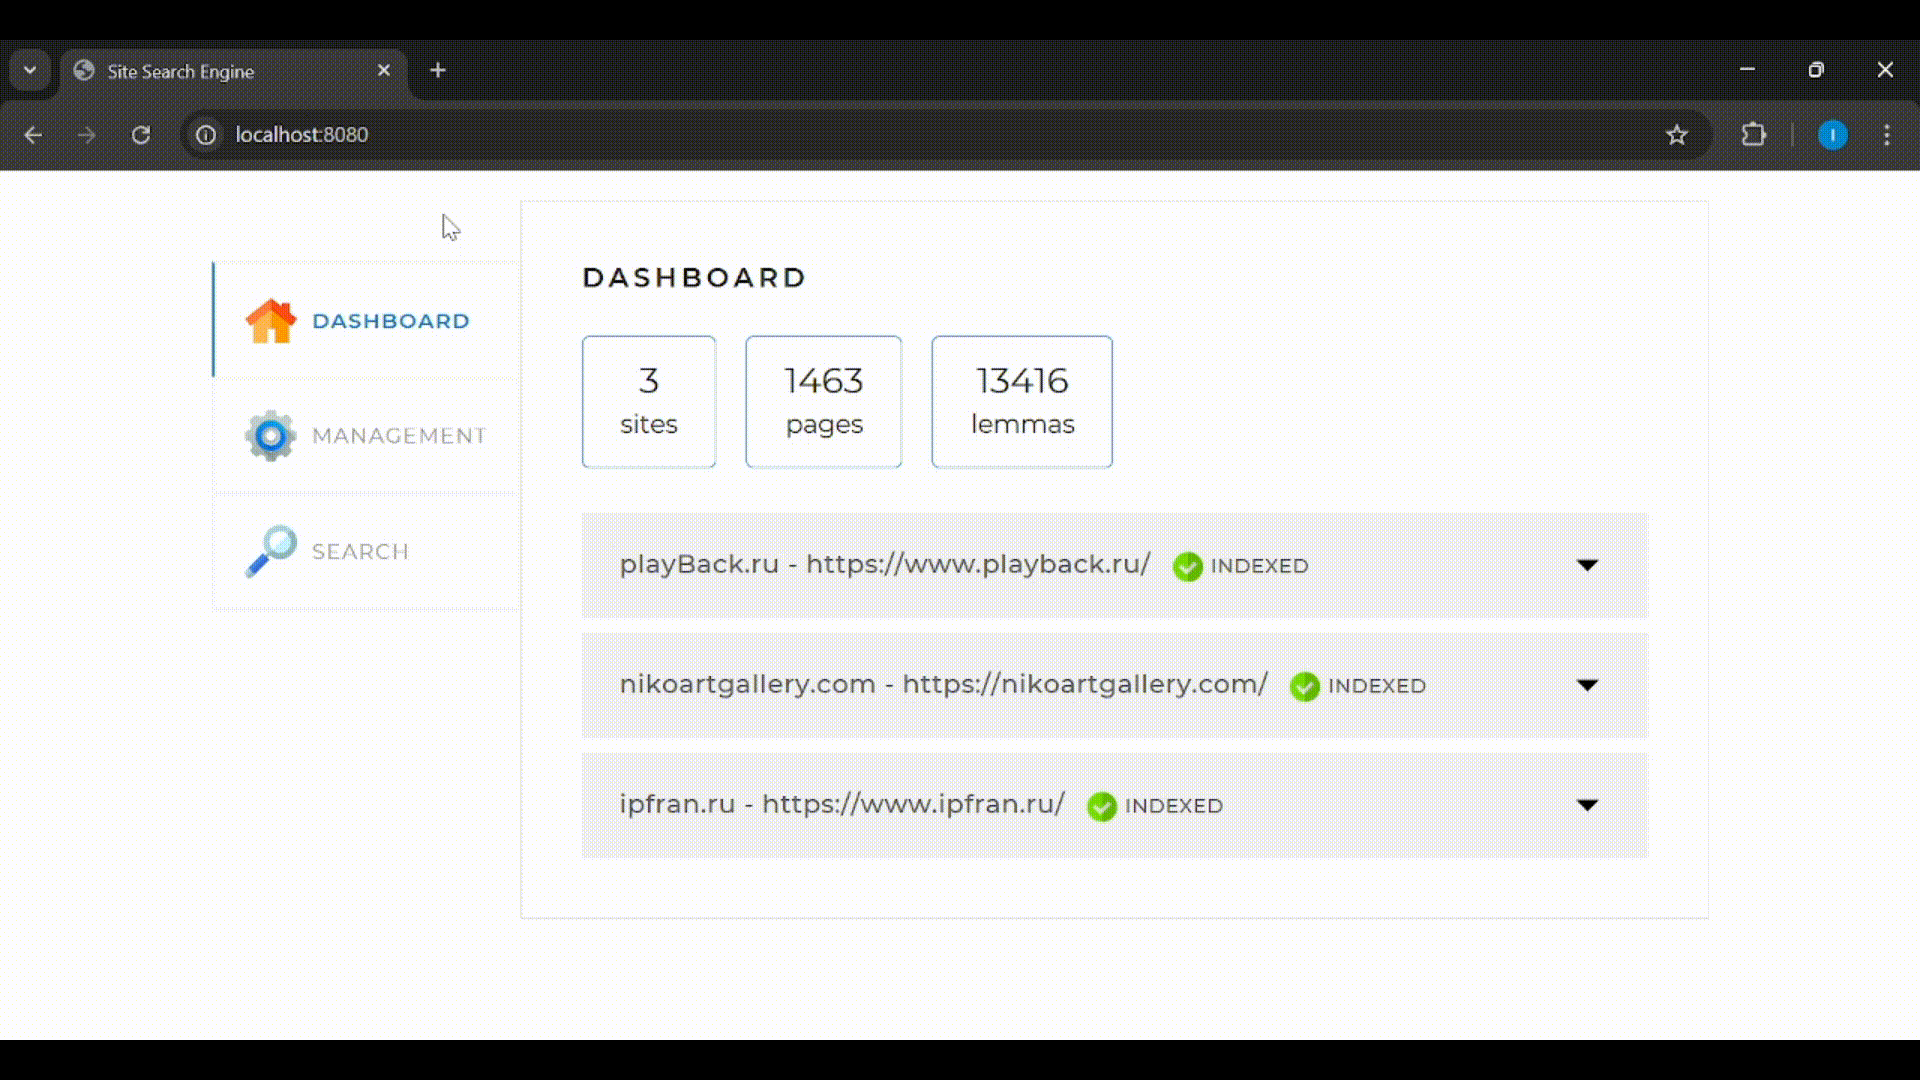 Site Search Engine
localhost:8080
DASHBOARD
MANAGEMENT
SEARCH
DASHBOARD
3
sites
1463
pages
13416
lemmas
playBack.ru - https://www.playback.ru/ INDEXED
nikoartgallery.com - https://nikoartgallery.com/ INDEXED
ipfran.ru - https://www.ipfran.ru/ INDEXED
I